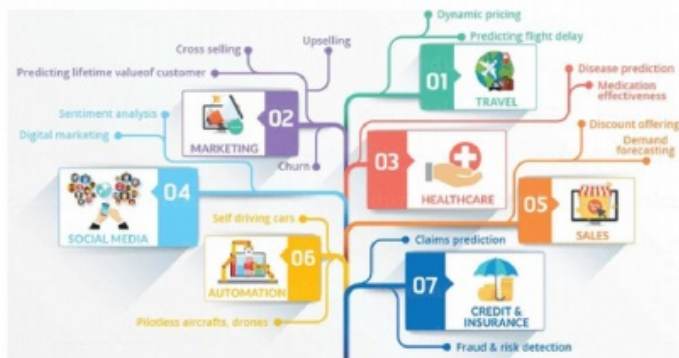 Dynamic pricing
Predicting flight delay
01
TRAVEL
Upselling
Cross selling
Predicting lifetime valueof customer
02
MARKETING
Churn
Disease prediction
Medication
effectiveness
03
HEALTHCARE
Sentiment analysis
Digital marketing
04
SOCIAL MEDIA
Discount offering
Demand
forecasting
05
SALES
Self driving cars
06
AUTOMATION
Pilotless aircrafts, drones
Claims prediction
07
CREDIT &
INSURANCE
Fraud & risk detection